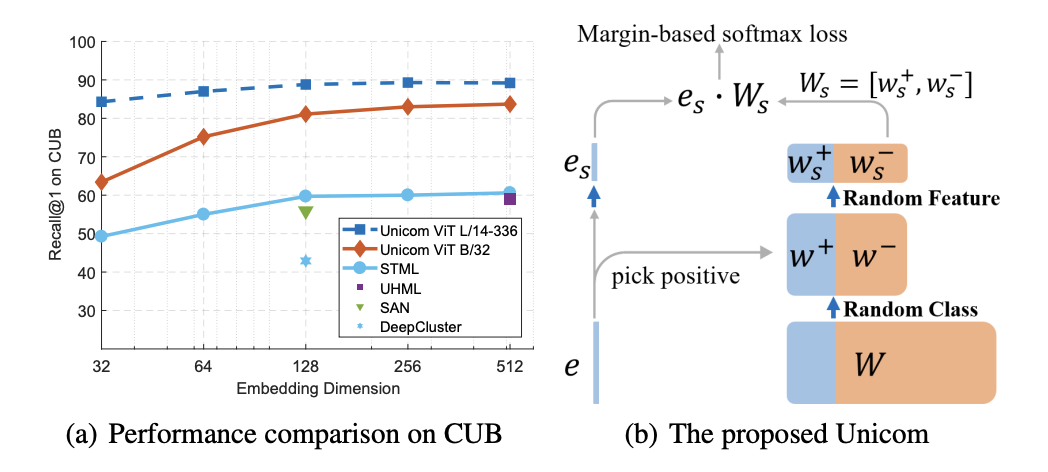 100
90
80
70
60
50
40
30
Recall@1 on CUB
Unicom ViT L/14-336
Unicom ViT B/32
STML
UHML
SAN
DeepCluster
32 64 128 256 512
Embedding Dimension
(a) Performance comparison on CUB
Margin-based softmax loss
e_s · W_s
W_s = [w_s^+, w_s^-]
e_s
w_s^+ w_s^-
Random Feature
w^+ w^-
pick positive
Random Class
e
W
(b) The proposed Unicom